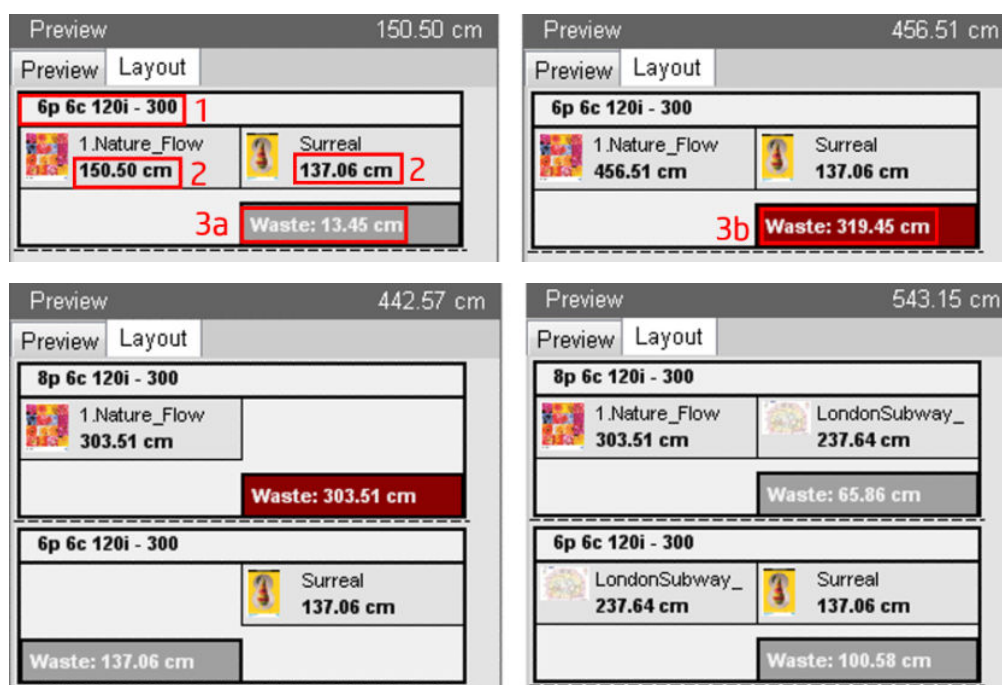 Preview 150.50 cm
Preview Layout
6p 6c 120i - 300 1
1.Nature_Flow Surreal
150.50 cm 2 137.06 cm 2
3a Waste: 13.45 cm
Preview 456.51 cm
Preview Layout
6p 6c 120i - 300
1.Nature_Flow Surreal
456.51 cm 137.06 cm
3b Waste: 319.45 cm
Preview 442.57 cm
Preview Layout
8p 6c 120i - 300
1.Nature_Flow
303.51 cm
Waste: 303.51 cm
6p 6c 120i - 300
Surreal
137.06 cm
Waste: 137.06 cm
Preview 543.15 cm
Preview Layout
8p 6c 120i - 300
1.Nature_Flow LondonSubway_
303.51 cm 237.64 cm
Waste: 65.86 cm
6p 6c 120i - 300
LondonSubway_ Surreal
237.64 cm 137.06 cm
Waste: 100.58 cm